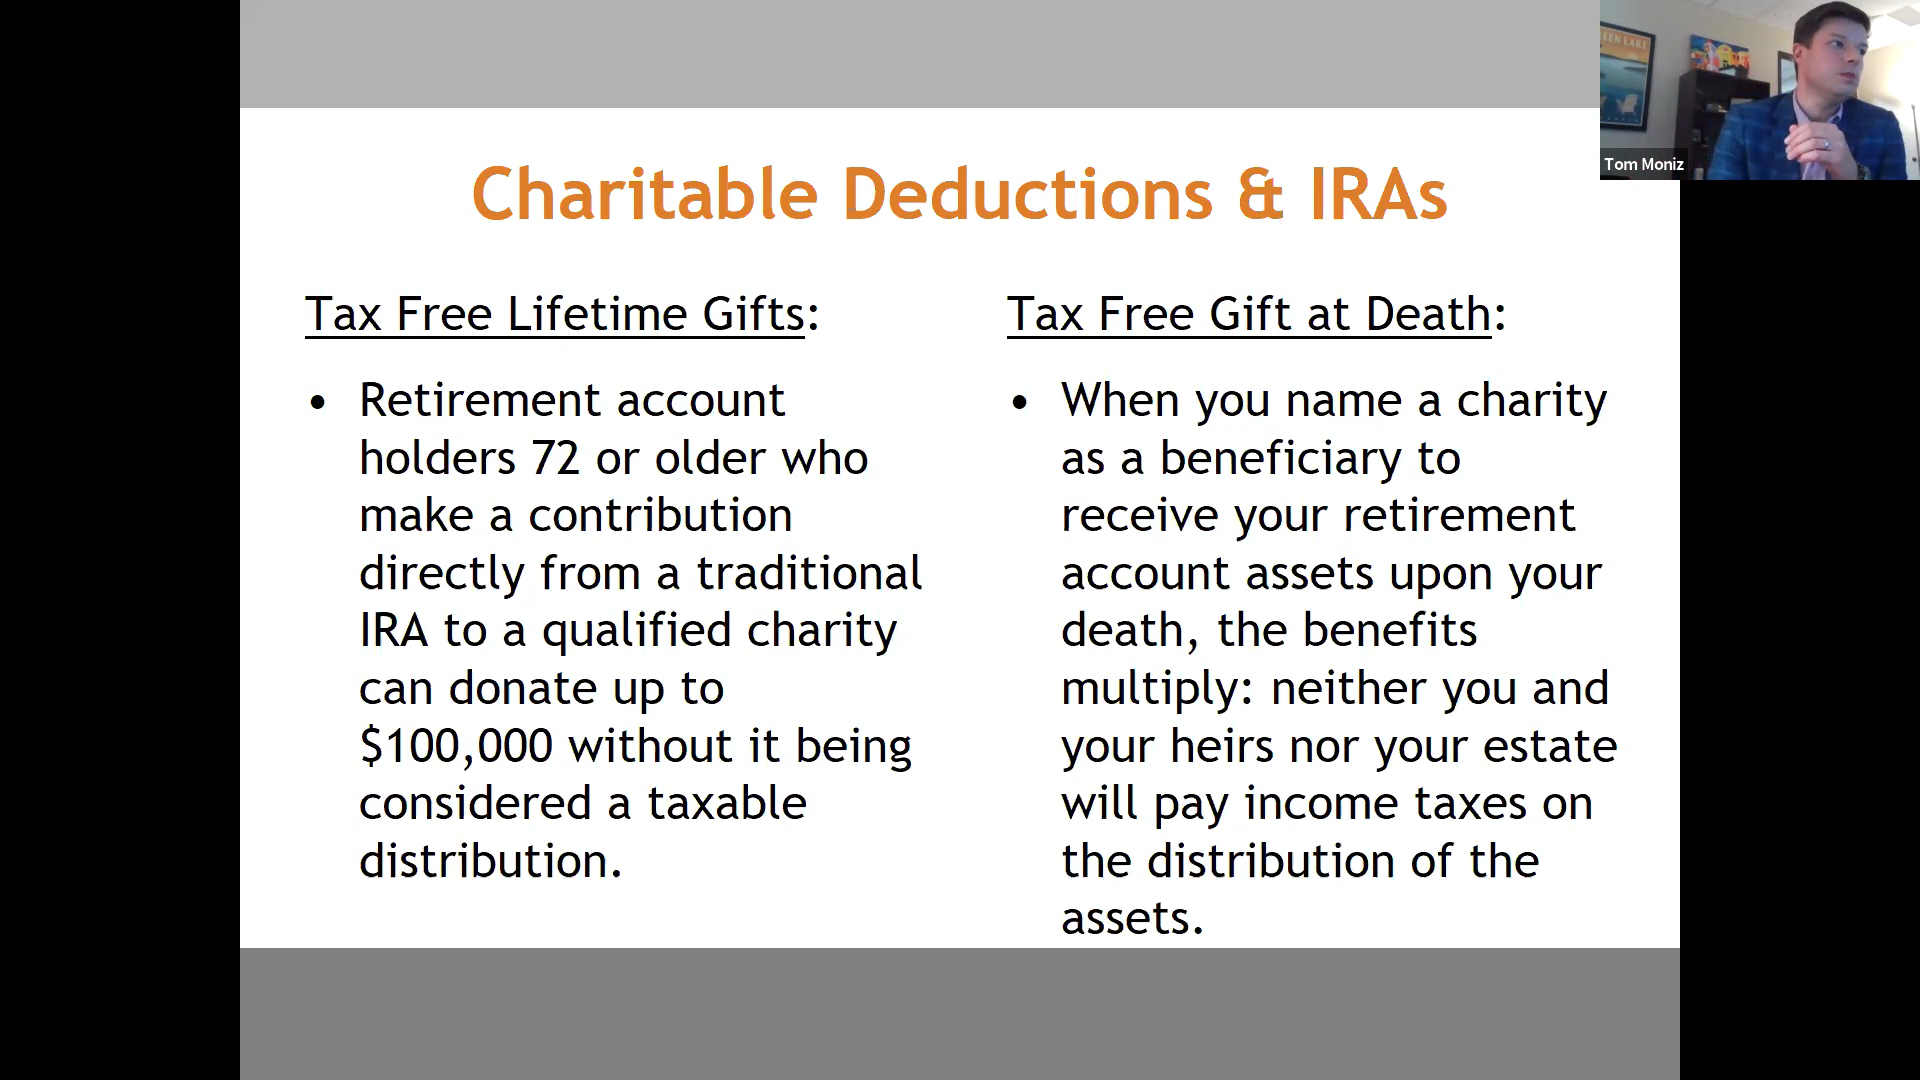 Charitable Deductions & IRAs
Tax Free Lifetime Gifts:
• Retirement account
holders 72 or older who
make a contribution
directly from a traditional
IRA to a qualified charity
can donate up to
$100,000 without it being
considered a taxable
distribution.
Tax Free Gift at Death:
• When you name a charity
as a beneficiary to
receive your retirement
account assets upon your
death, the benefits
multiply: neither you and
your heirs nor your estate
will pay income taxes on
the distribution of the
assets.
Tom Moniz